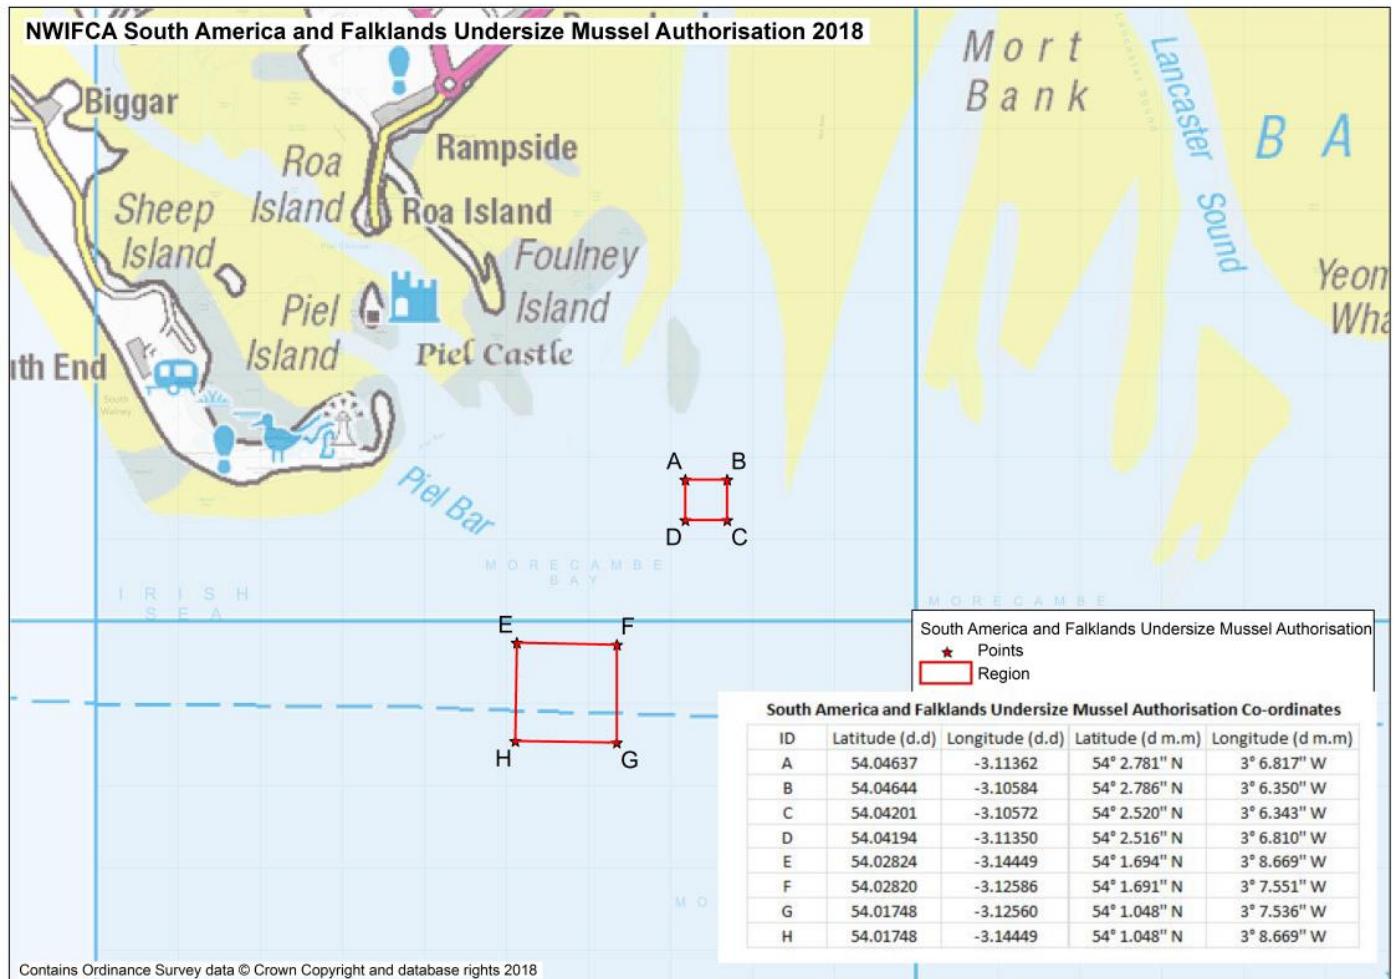 NWIFCA South America and Falklands Undersize Mussel Authorisation 2018
Mort
Bank
Lancaster
Sound
B A
Biggar
Roa
Island
Rampside
Roa Island
Sheep
Island
Foulney
Island
Yeon
Wha
Piel
Island
Piel Castle
uth End
South
Walney
Piel Bar
A B
D C
MORECAMBE
BAY
IRISH
SEA
MORECAMBE
E F
H G
MO
South America and Falklands Undersize Mussel Authorisation
Points
Region
South America and Falklands Undersize Mussel Authorisation Co-ordinates
ID Latitude (d.d) Longitude (d.d) Latitude (d m.m) Longitude (d m.m)
A 54.04637 -3.11362 54° 2.781" N 3° 6.817" W
B 54.04644 -3.10584 54° 2.786" N 3° 6.350" W
C 54.04201 -3.10572 54° 2.520" N 3° 6.343" W
D 54.04194 -3.11350 54° 2.516" N 3° 6.810" W
E 54.02824 -3.14449 54° 1.694" N 3° 8.669" W
F 54.02820 -3.12586 54° 1.691" N 3° 7.551" W
G 54.01748 -3.12560 54° 1.048" N 3° 7.536" W
H 54.01748 -3.14449 54° 1.048" N 3° 8.669" W
Contains Ordinance Survey data © Crown Copyright and database rights 2018